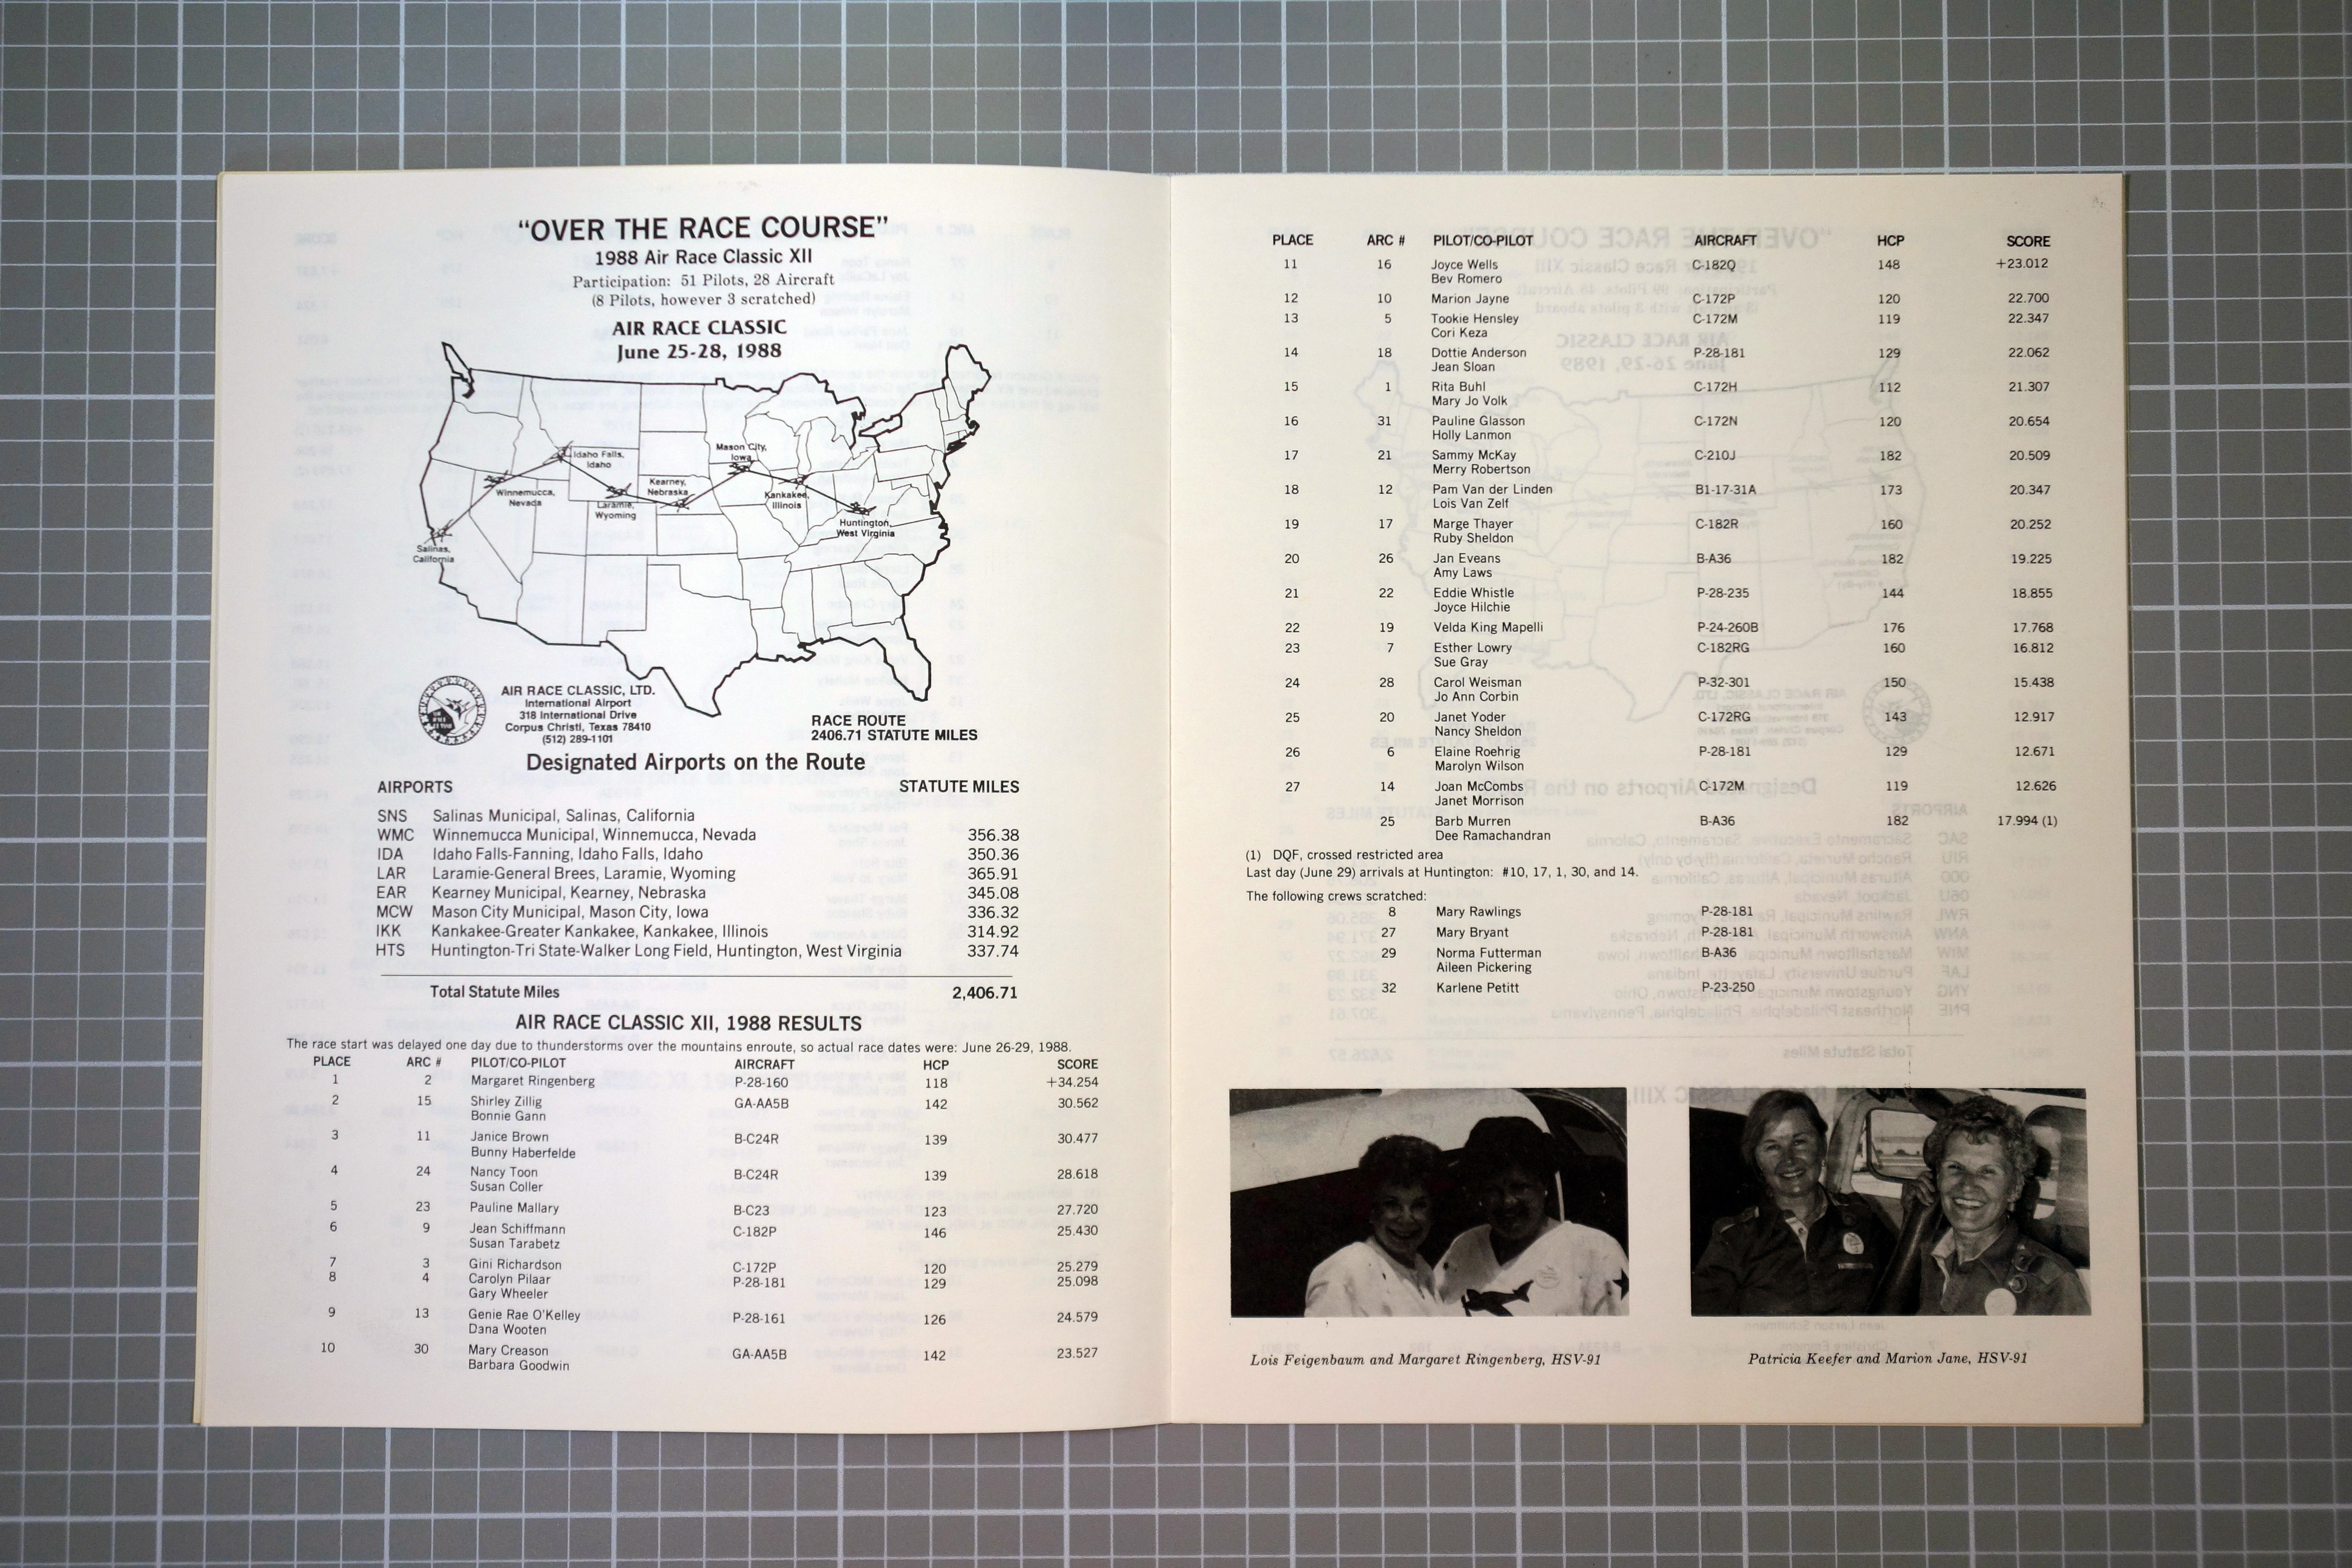 “OVER THE RACE COURSE”
1988 Air Race Classic XII
Participation: 51 Pilots, 28 Aircraft
(8 Pilots, however 3 scratched)
AIR RACE CLASSIC
June 25-28, 1988
Mason City,
Iowa
Idaho Falls,
Idaho
Kearney,
Nebraska
Winnemucca,
Nevada
Laramie,
Wyoming
Kankakee,
Illinois
Huntington,
West Virginia
Salinas,
California
AIR RACE CLASSIC, LTD.
International Airport
318 International Drive
Corpus Christi, Texas 78410
(512) 289-1101
RACE ROUTE
2406.71 STATUTE MILES
Designated Airports on the Route
AIRPORTS STATUTE MILES
SNS Salinas Municipal, Salinas, California
WMC Winnemucca Municipal, Winnemucca, Nevada 356.38
IDA Idaho Falls-Fanning, Idaho Falls, Idaho 350.36
LAR Laramie-General Brees, Laramie, Wyoming 365.91
EAR Kearney Municipal, Kearney, Nebraska 345.08
MCW Mason City Municipal, Mason City, Iowa 336.32
IKK Kankakee-Greater Kankakee, Kankakee, Illinois 314.92
HTS Huntington-Tri State-Walker Long Field, Huntington, West Virginia 337.74
Total Statute Miles 2,406.71
AIR RACE CLASSIC XII, 1988 RESULTS
The race start was delayed one day due to thunderstorms over the mountains enroute, so actual race dates were: June 26-29, 1988.
PLACE ARC # PILOT/CO-PILOT AIRCRAFT HCP SCORE
1 2 Margaret Ringenberg P-28-160 118 +34.254
2 15 Shirley Zillig GA-AA5B 142 30.562
Bonnie Gann
3 11 Janice Brown B-C24R 139 30.477
Bunny Haberfelde
4 24 Nancy Toon B-C24R 139 28.618
Susan Coller
5 23 Pauline Mallary B-C23 123 27.720
6 9 Jean Schiffmann C-182P 146 25.430
Susan Tarabetz
7 3 Gini Richardson C-172P 120 25.279
8 4 Carolyn Pilaar P-28-181 129 25.098
Gary Wheeler
9 13 Genie Rae O'Kelley P-28-161 126 24.579
Dana Wooten
10 30 Mary Creason GA-AA5B 142 23.527
Barbara Goodwin
PLACE ARC # PILOT/CO-PILOT AIRCRAFT HCP SCORE
11 16 Joyce Wells C-182Q 148 +23.012
Bev Romero
12 10 Marion Jayne C-172P 120 22.700
13 5 Tookie Hensley C-172M 119 22.347
Cori Keza
14 18 Dottie Anderson P-28-181 129 22.062
Jean Sloan
15 1 Rita Buhl C-172H 112 21.307
Mary Jo Volk
16 31 Pauline Glasson C-172N 120 20.654
Holly Lanmon
17 21 Sammy McKay C-210J 182 20.509
Merry Robertson
18 12 Pam Van der Linden B1-17-31A 173 20.347
Lois Van Zelf
19 17 Marge Thayer C-182R 160 20.252
Ruby Sheldon
20 26 Jan Eveans B-A36 182 19.225
Amy Laws
21 22 Eddie Whistle P-28-235 144 18.855
Joyce Hilchie
22 19 Velda King Mapelli P-24-260B 176 17.768
23 7 Esther Lowry C-182RG 160 16.812
Sue Gray
24 28 Carol Weisman P-32-301 150 15.438
Jo Ann Corbin
25 20 Janet Yoder C-172RG 143 12.917
Nancy Sheldon
26 6 Elaine Roehrig P-28-181 129 12.671
Marolyn Wilson
27 14 Joan McCombs C-172M 119 12.626
Janet Morrison
25 Barb Murren B-A36 182 17.994 (1)
Dee Ramachandran
(1) DQF, crossed restricted area
Last day (June 29) arrivals at Huntington: #10, 17, 1, 30, and 14.
The following crews scratched:
8 Mary Rawlings P-28-181
27 Mary Bryant P-28-181
29 Norma Futterman B-A36
Aileen Pickering
32 Karlene Petitt P-23-250
Lois Feigenbaum and Margaret Ringenberg, HSV-91
Patricia Keefer and Marion Jane, HSV-91